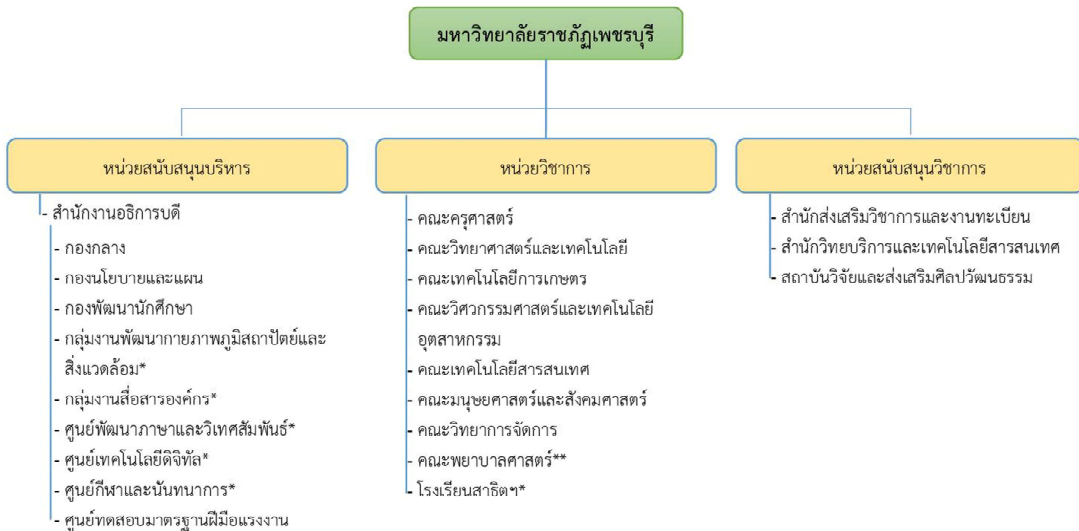 มหาวิทยาลัยราชภัฏเพชรบุรี
หน่วยสนับสนุนบริหาร
- สำนักงานอธิการบดี
- กองกลาง
- กองนโยบายและแผน
- กองพัฒนานักศึกษา
- กลุ่มงานพัฒนากายภาพภูมิสถาปัตย์และ
สิ่งแวดล้อม*
- กลุ่มงานสื่อสารองค์กร*
- ศูนย์พัฒนาภาษาและวิเทศสัมพันธ์*
- ศูนย์เทคโนโลยีดิจิทัล*
- ศูนย์กีฬาและนันทนาการ*
- ศูนย์ทดสอบมาตรฐานฝีมือแรงงาน
หน่วยวิชาการ
- คณะครุศาสตร์
- คณะวิทยาศาสตร์และเทคโนโลยี
- คณะเทคโนโลยีการเกษตร
- คณะวิศวกรรมศาสตร์และเทคโนโลยี
อุตสาหกรรม
- คณะเทคโนโลยีสารสนเทศ
- คณะมนุษยศาสตร์และสังคมศาสตร์
- คณะวิทยาการจัดการ
- คณะพยาบาลศาสตร์**
- โรงเรียนสาธิตฯ*
หน่วยสนับสนุนวิชาการ
- สำนักส่งเสริมวิชาการและงานทะเบียน
- สำนักวิทยบริการและเทคโนโลยีสารสนเทศ
- สถาบันวิจัยและส่งเสริมศิลปวัฒนธรรม